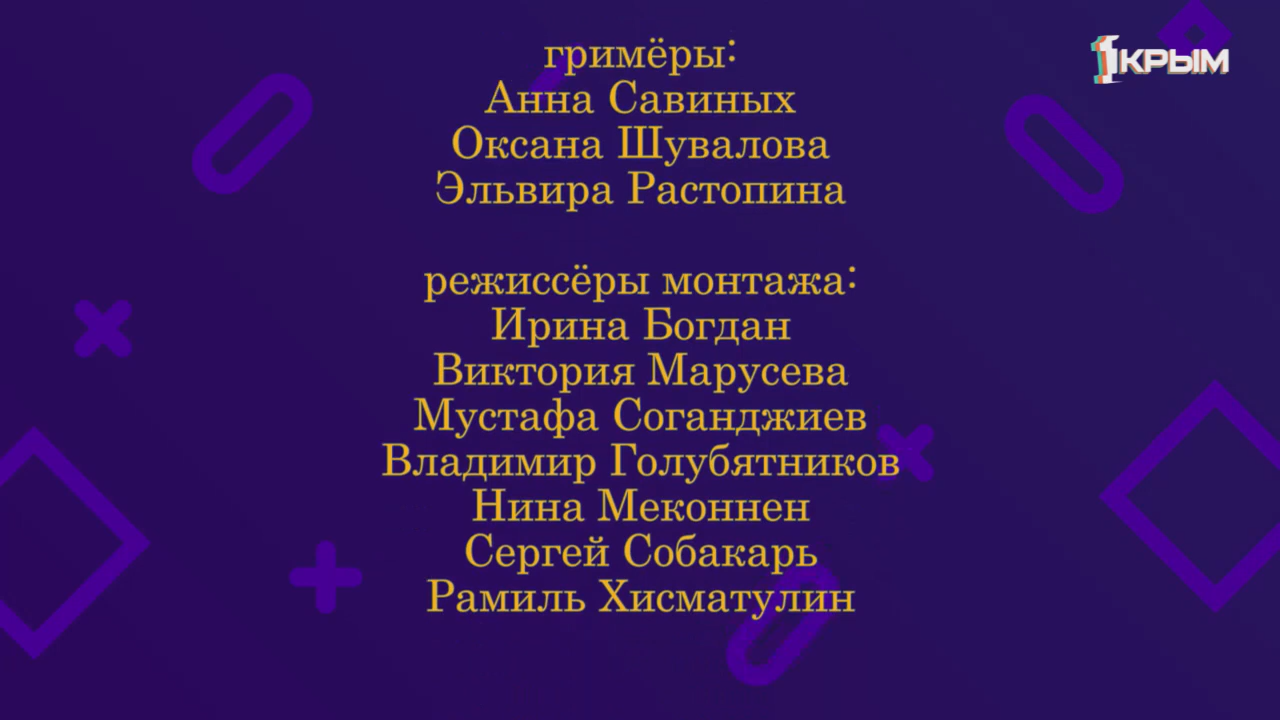 1КРЫМ
гримёры:
Анна Савиных
Оксана Шувалова
Эльвира Растопина
режиссёры монтажа:
Ирина Богдан
Виктория Марусева
Мустафа Соганджиев
Владимир Голубятников
Нина Меконнен
Сергей Собакарь
Рамиль Хисматулин